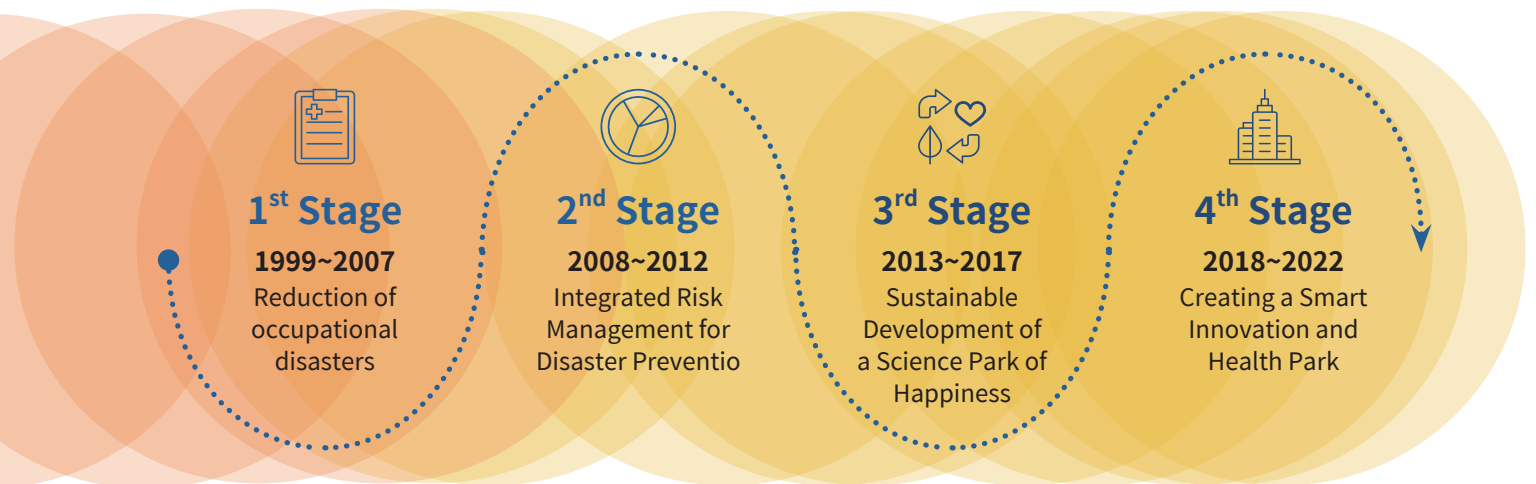 1st Stage
1999~2007
Reduction of
occupational
disasters
2nd Stage
2008~2012
Integrated Risk
Management for
Disaster Preventio
3rd Stage
2013~2017
Sustainable
Development of
a Science Park of
Happiness
4th Stage
2018~2022
Creating a Smart
Innovation and
Health Park